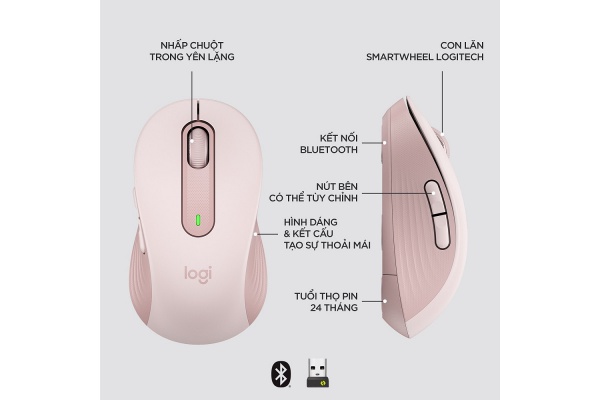 NHẤP CHUỘT
TRONG YÊN LẶNG
CON LĂN
SMARTWHEEL LOGITECH
KẾT NỐI
BLUETOOTH
NÚT BÊN
CÓ THỂ TÙY CHỈNH
HÌNH DÁNG
& KẾT CẤU
TẠO SỰ THOẢI MÁI
logi
TUỔI THỌ PIN
24 THÁNG